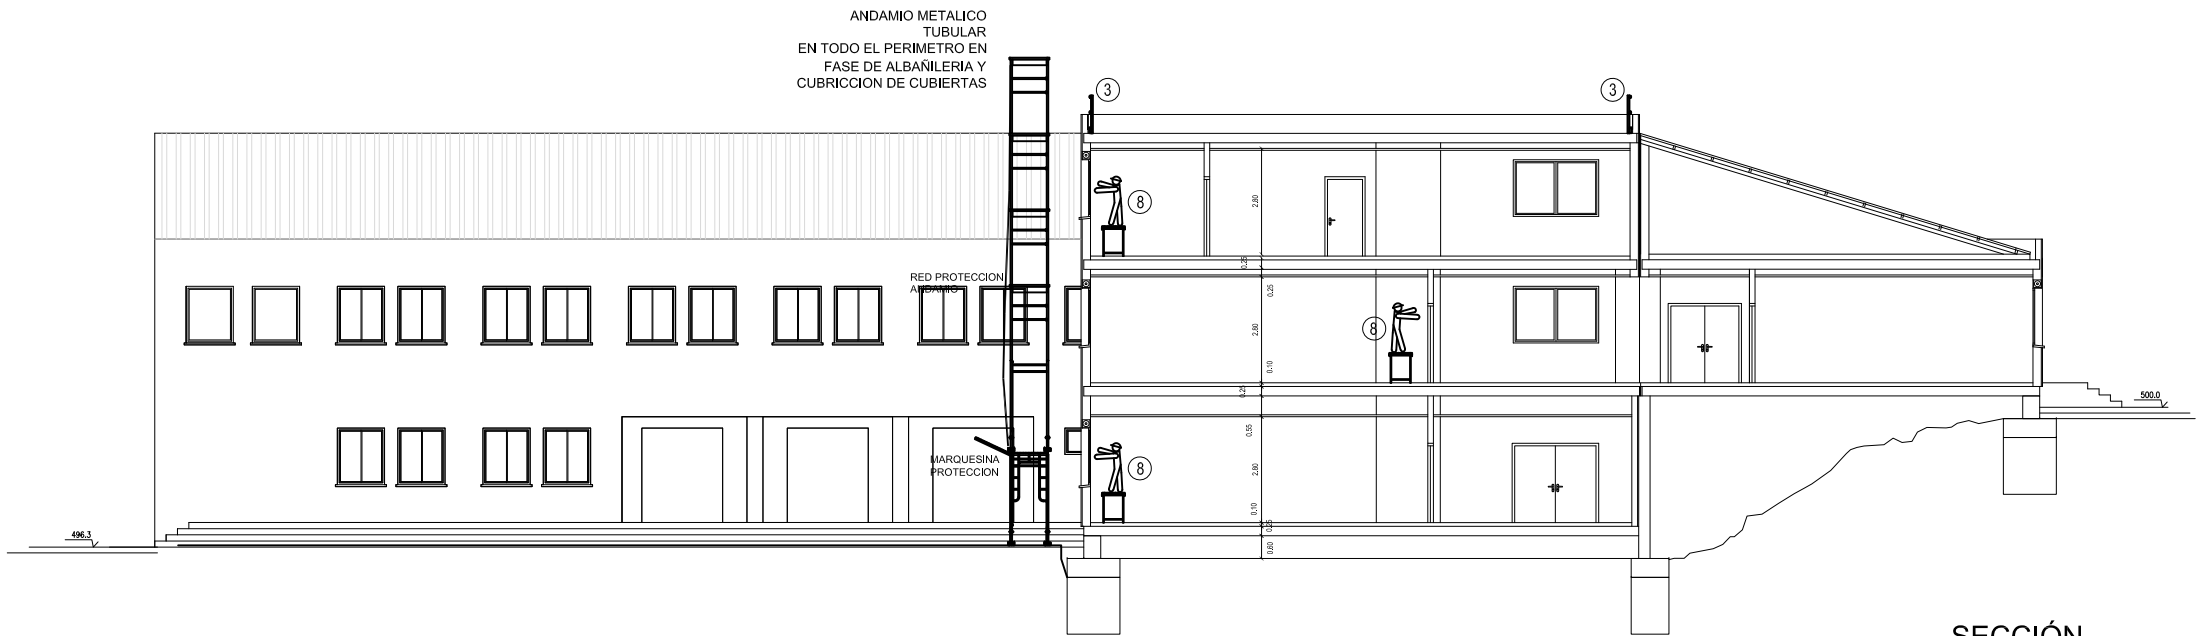 ANDAMIO METALICO
TUBULAR
EN TODO EL PERIMETRO EN
FASE DE ALBAÑILERIA Y
CUBRICCION DE CUBIERTAS
3
3
8
2.80
0.25
RED PROTECCION
ANDAMIO
0.25
8
2.80
0.10
0.25
500.0
0.55
MARQUESINA
PROTECCION
8
2.80
0.10
0.25
496.3
0.60
SECCIÓN